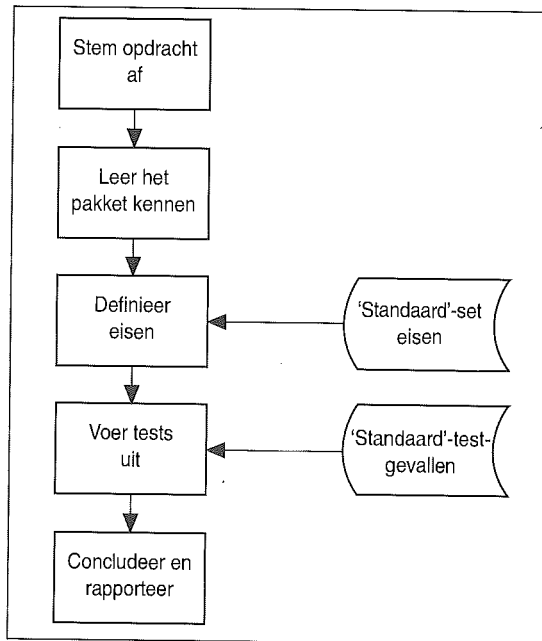 Stem opdracht
af
Leer het
pakket kennen
Definieer
eisen
'Standaard'-set
eisen
Voer tests
uit
'Standaard'-test-
gevallen
Concludeer en
rapporteer